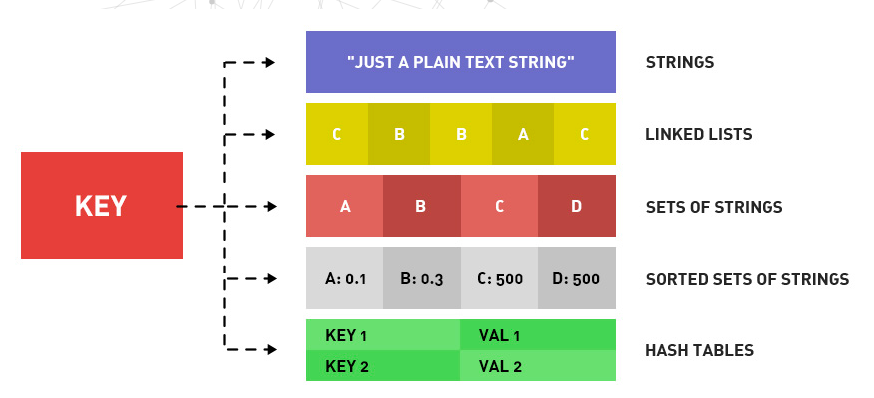 KEY
"JUST A PLAIN TEXT STRING" STRINGS
C B B A C LINKED LISTS
A B C D SETS OF STRINGS
A: 0.1 B: 0.3 C: 500 D: 500 SORTED SETS OF STRINGS
KEY 1 VAL 1
KEY 2 VAL 2
HASH TABLES